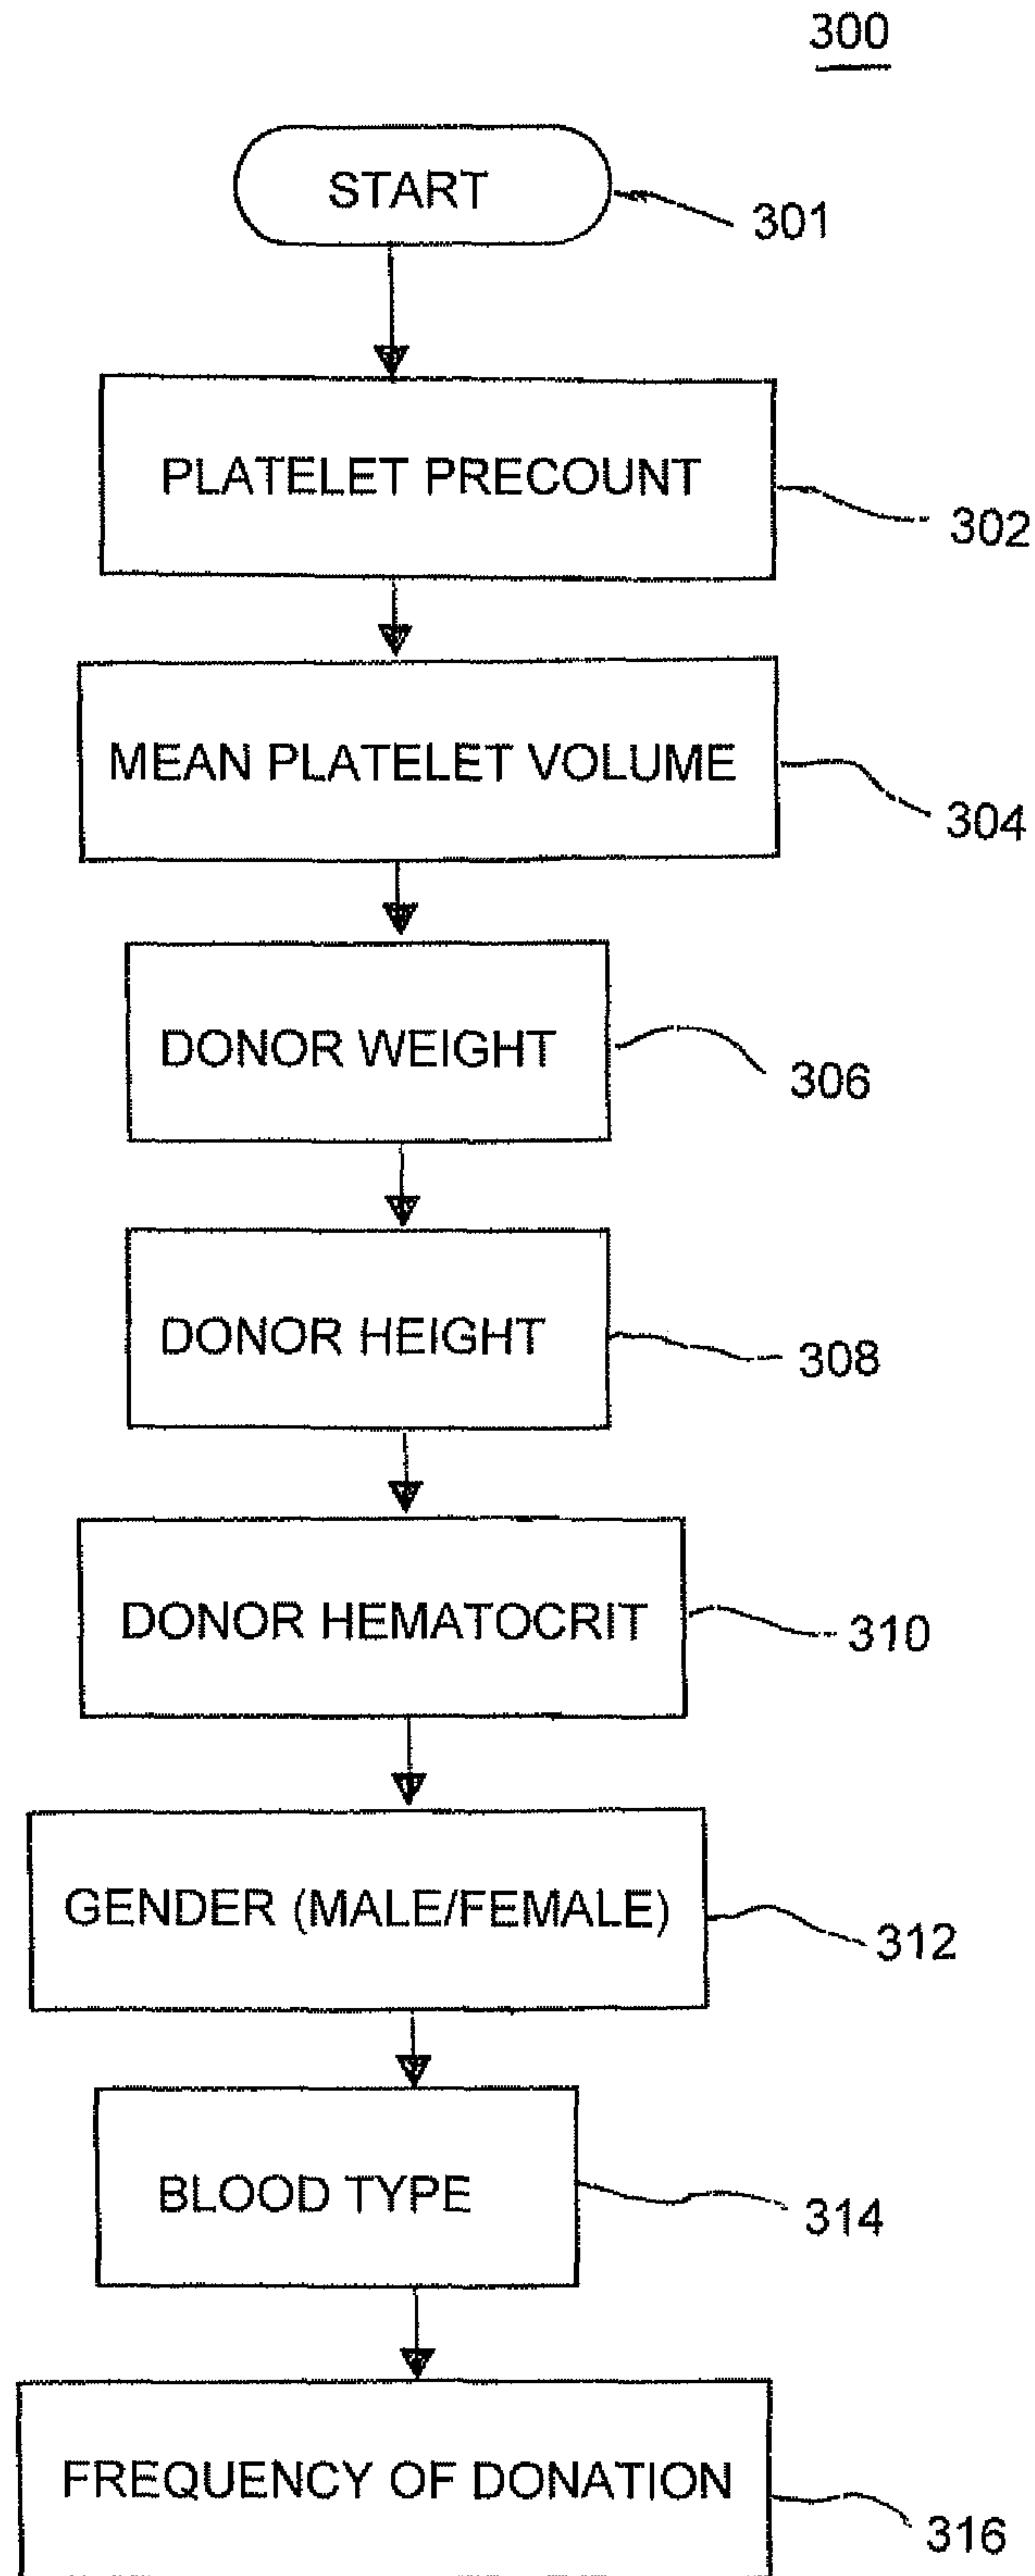 300
START
301
PLATELET PRECOUNT
302
MEAN PLATELET VOLUME
304
DONOR WEIGHT
306
DONOR HEIGHT
308
DONOR HEMATOCRIT
310
GENDER (MALE/FEMALE)
312
BLOOD TYPE
314
FREQUENCY OF DONATION
316